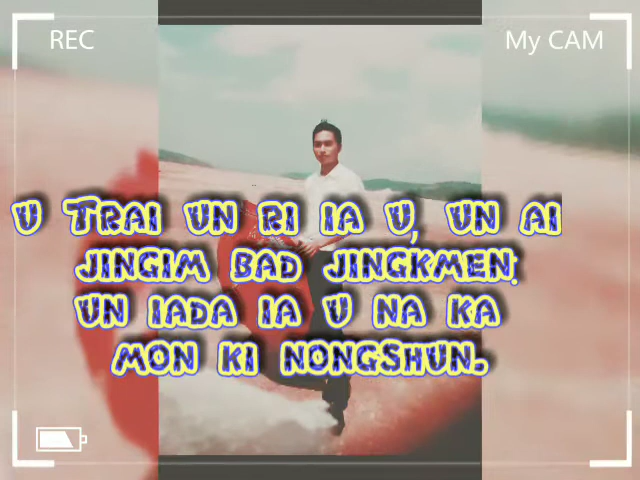 REC
My CAM
U TRAI UN RI IA U, UN AI
JINGIM BAD JINGKMEN:
UN IADA IA U NA KA
MON KI NONGSHUN.